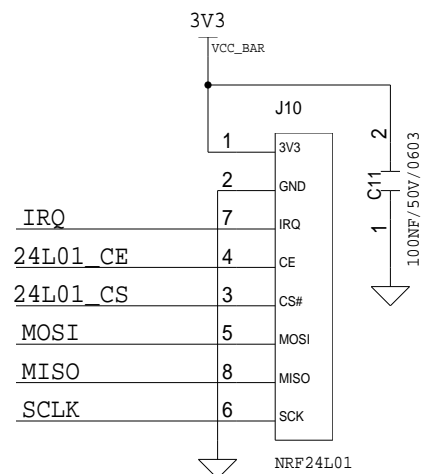 3V3
VCC_BAR
J10
1 3V3
2 GND
IRQ 7 IRQ
24L01_CE 4 CE
24L01_CS 3 CS#
MOSI 5 MOSI
MISO 8 MISO
SCLK 6 SCK
NRF24L01
2
C11
1
100NF/50V/0603